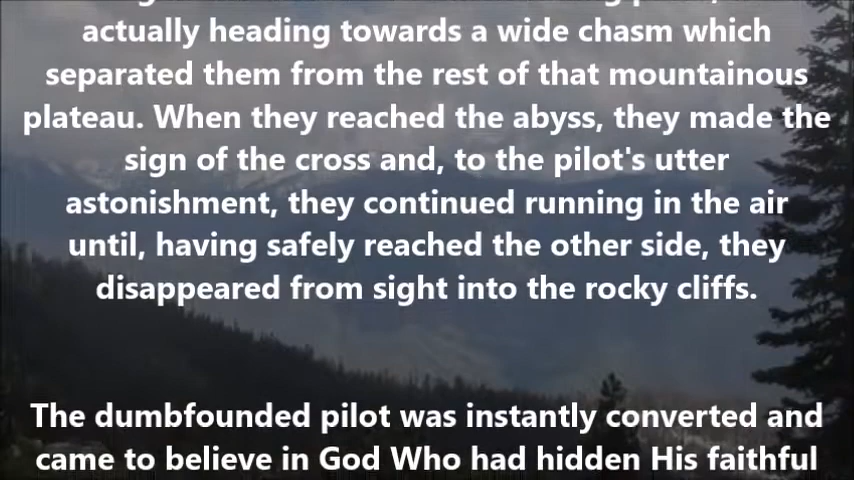 actually heading towards a wide chasm which
separated them from the rest of that mountainous
plateau. When they reached the abyss, they made the
sign of the cross and, to the pilot's utter
astonishment, they continued running in the air
until, having safely reached the other side, they
disappeared from sight into the rocky cliffs.
The dumbfounded pilot was instantly converted and
came to believe in God Who had hidden His faithful